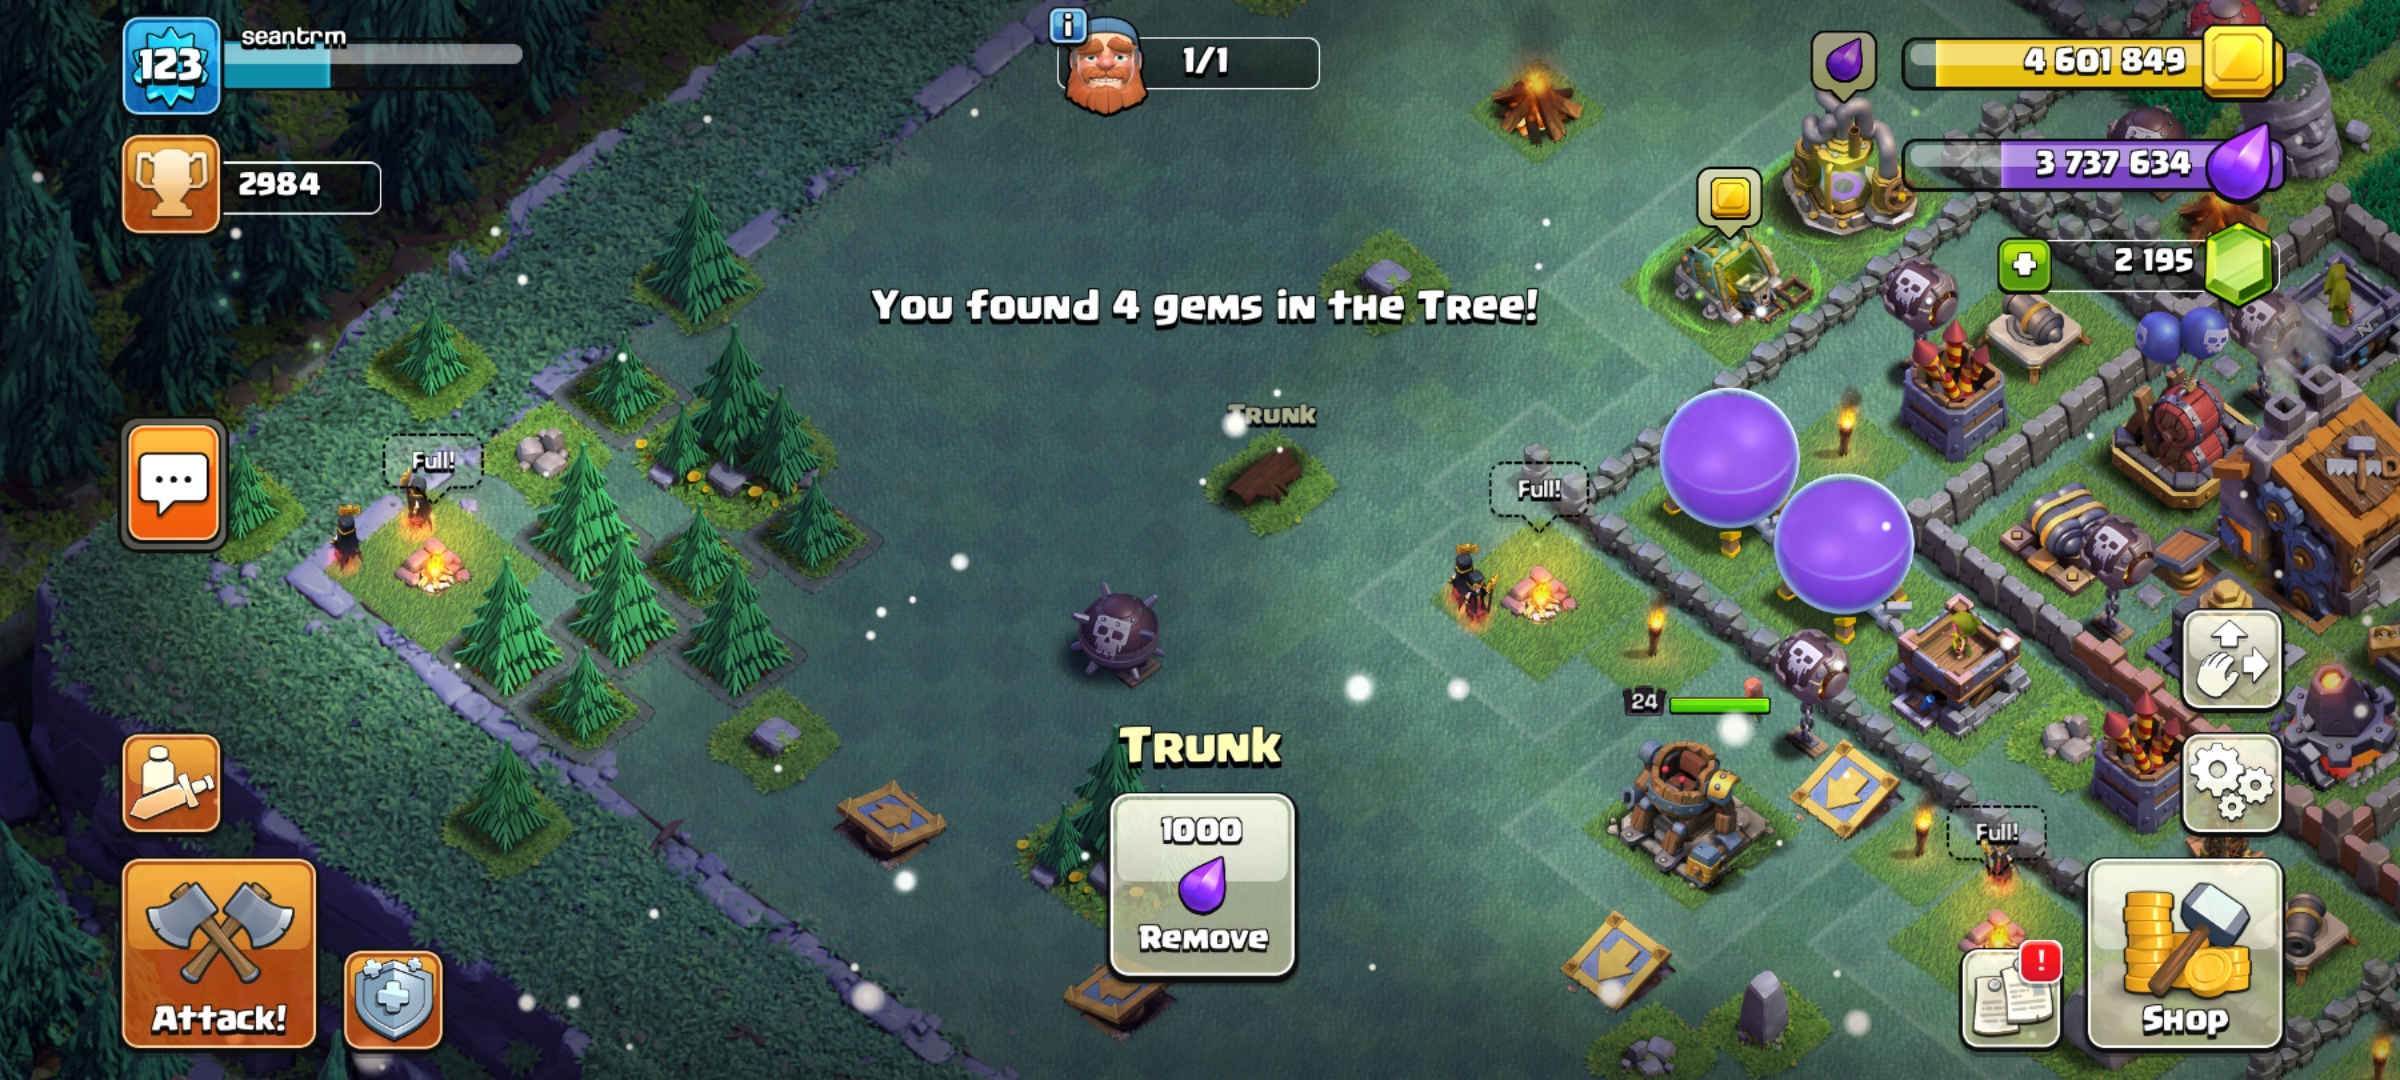 seantrm
123
1/1
4 601 849
2984
3 737 634
2 195
You found 4 gems in the Tree!
Trunk
Full!
Full!
24
Trunk
1000
Remove
Full!
Attack!
Shop